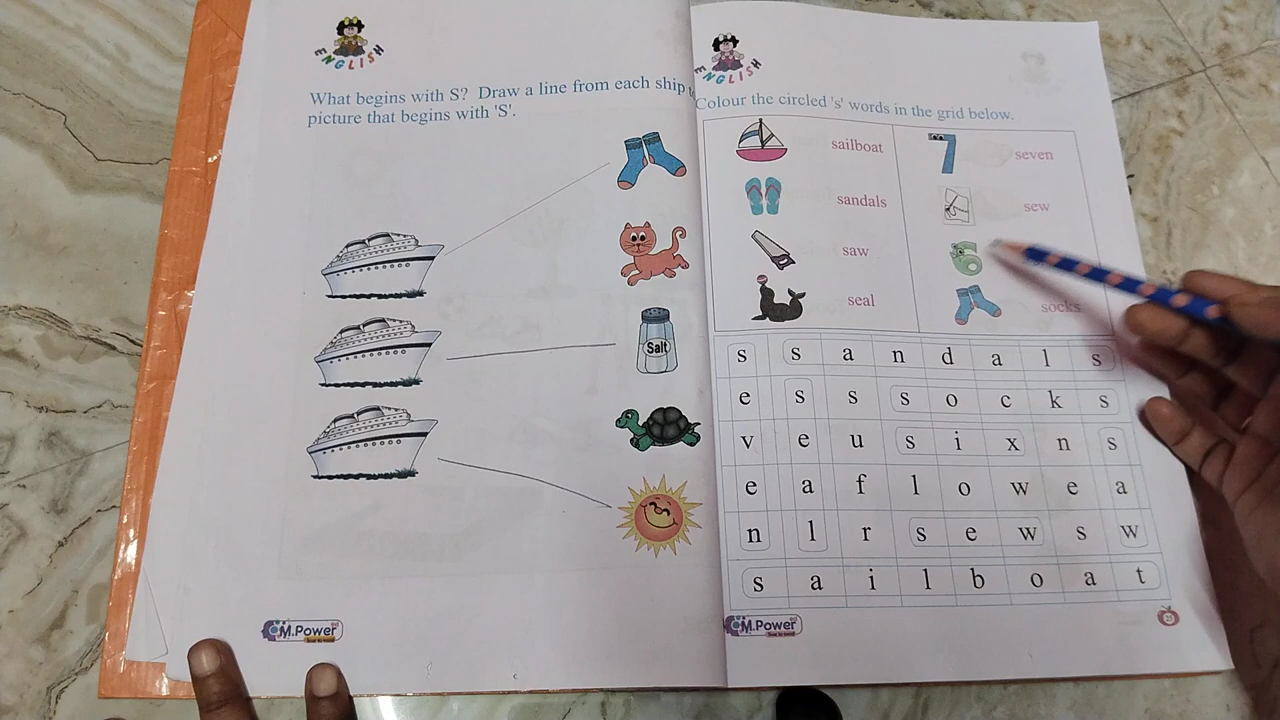 ENGLISH
What begins with S? Draw a line from each ship
picture that begins with 'S'.
Salt
M.Power
ENGLISH
Colour the circled 's' words in the grid below.
sailboat
seven
sandals
sew
saw
seal
socks
s s a n d a l s
e s s s o c k s
v e u s i x n s
e a f l o w e a
n l r s e w s w
s a i l b o a t
M.Power